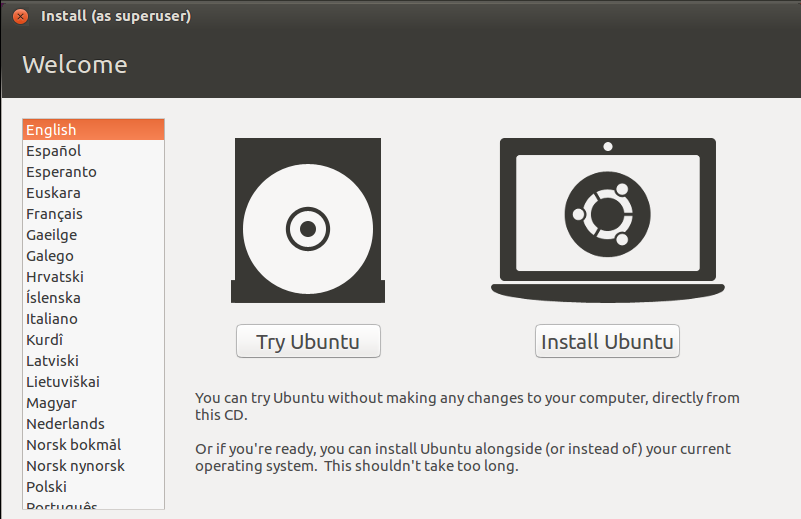 Install (as superuser)
Welcome
English
Español
Esperanto
Euskara
Français
Gaeilge
Galego
Hrvatski
Íslenska
Italiano
Kurdî
Latviski
Lietuviškai
Magyar
Nederlands
Norsk bokmål
Norsk nynorsk
Polski
Português
Try Ubuntu
Install Ubuntu
You can try Ubuntu without making any changes to your computer, directly from
this CD.
Or if you're ready, you can install Ubuntu alongside (or instead of) your current
operating system.  This shouldn't take too long.